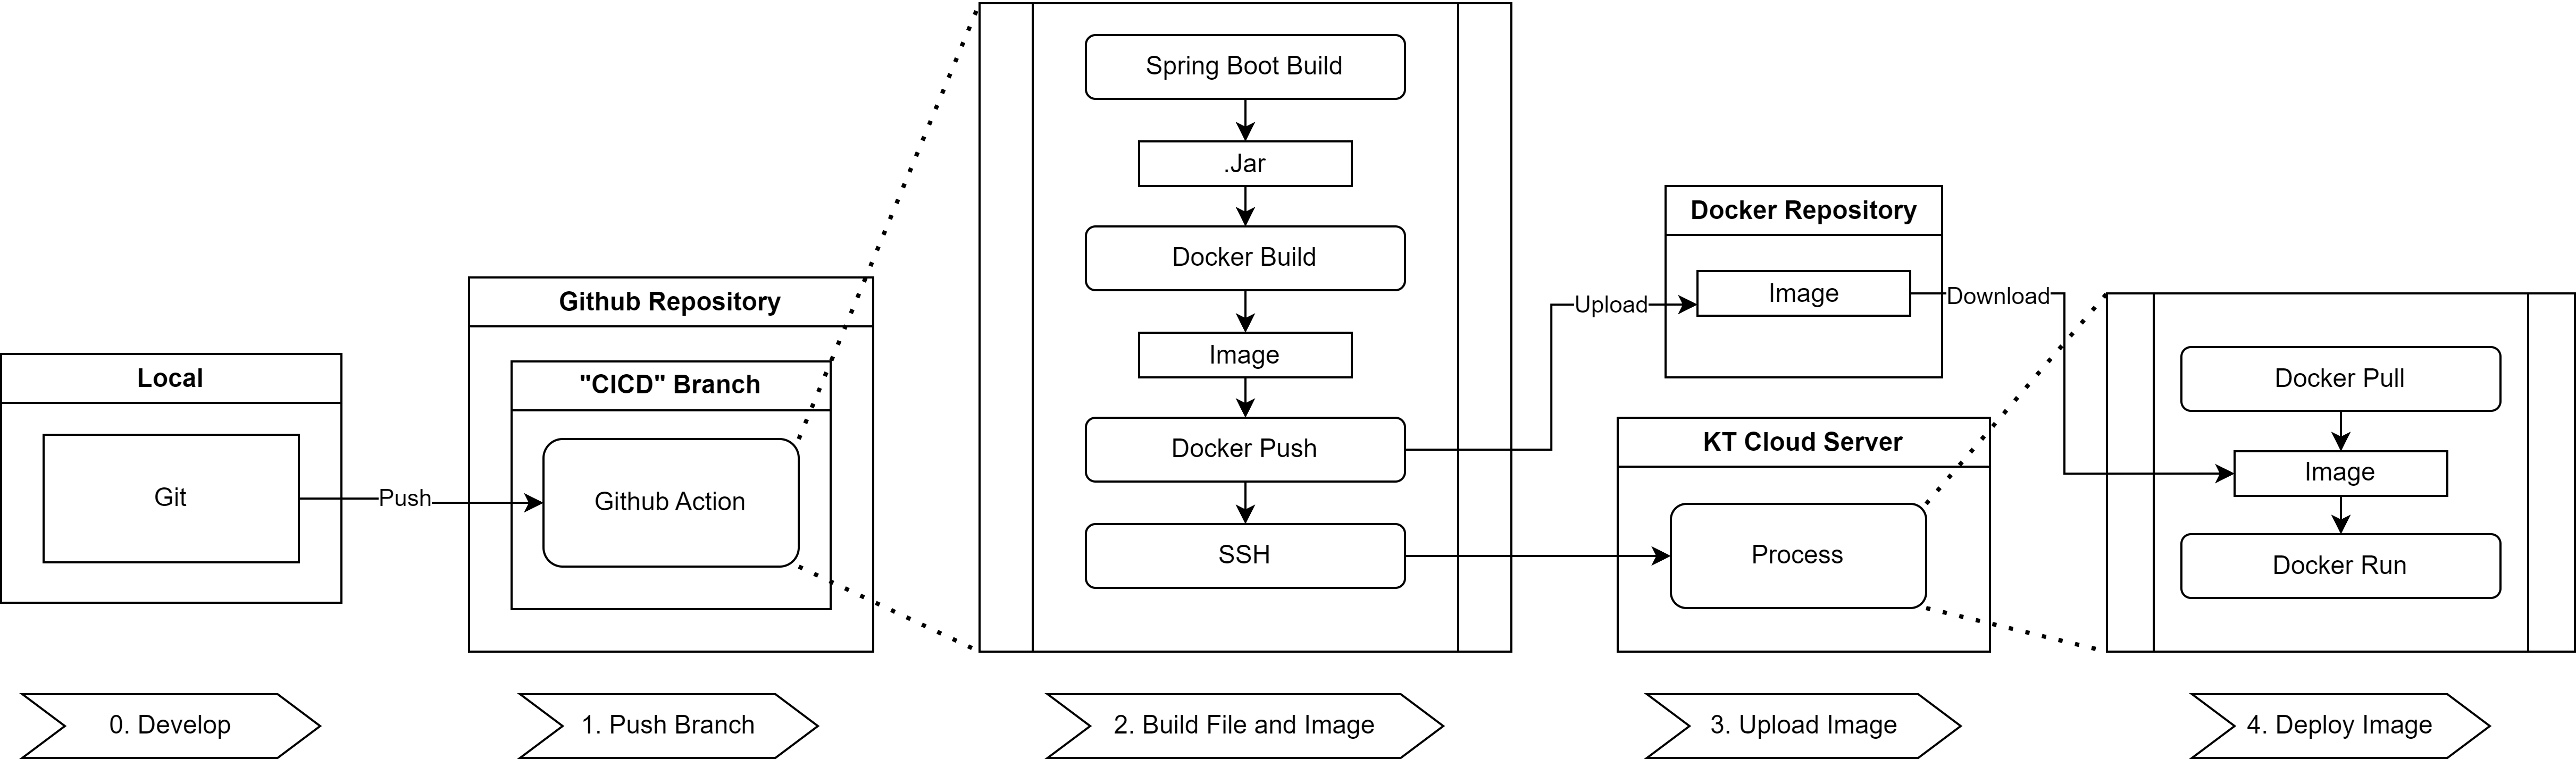 Local
Git
Push
Github Repository
"CICD" Branch
Github Action
Spring Boot Build
.Jar
Docker Build
Image
Docker Push
SSH
Upload
Docker Repository
Image
Download
KT Cloud Server
Process
Docker Pull
Image
Docker Run
0. Develop
1. Push Branch
2. Build File and Image
3. Upload Image
4. Deploy Image